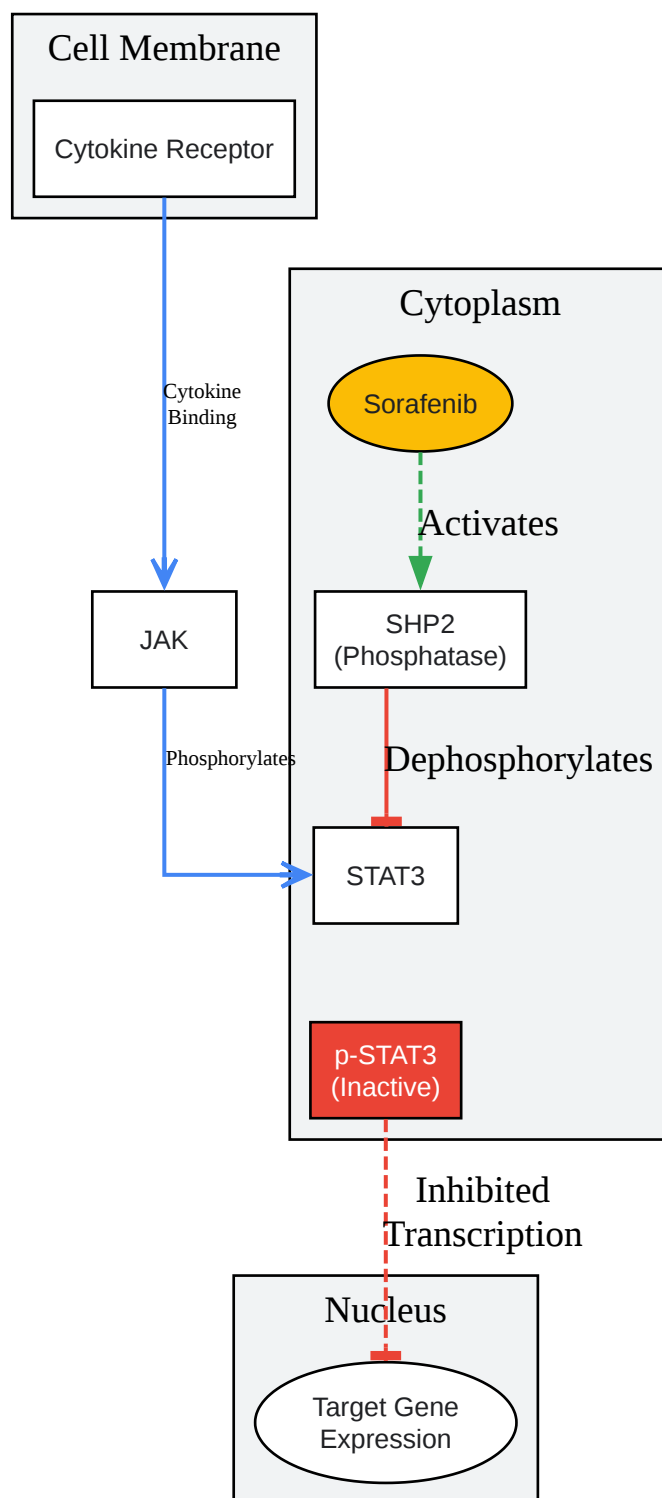 Cell Membrane
Cytokine Receptor
Cytoplasm
Sorafenib
Cytokine
Binding
Activates
JAK
SHP2
(Phosphatase)
Phosphorylates
Dephosphorylates
STAT3
p-STAT3
(Inactive)
Inhibited
Transcription
Nucleus
Target Gene
Expression